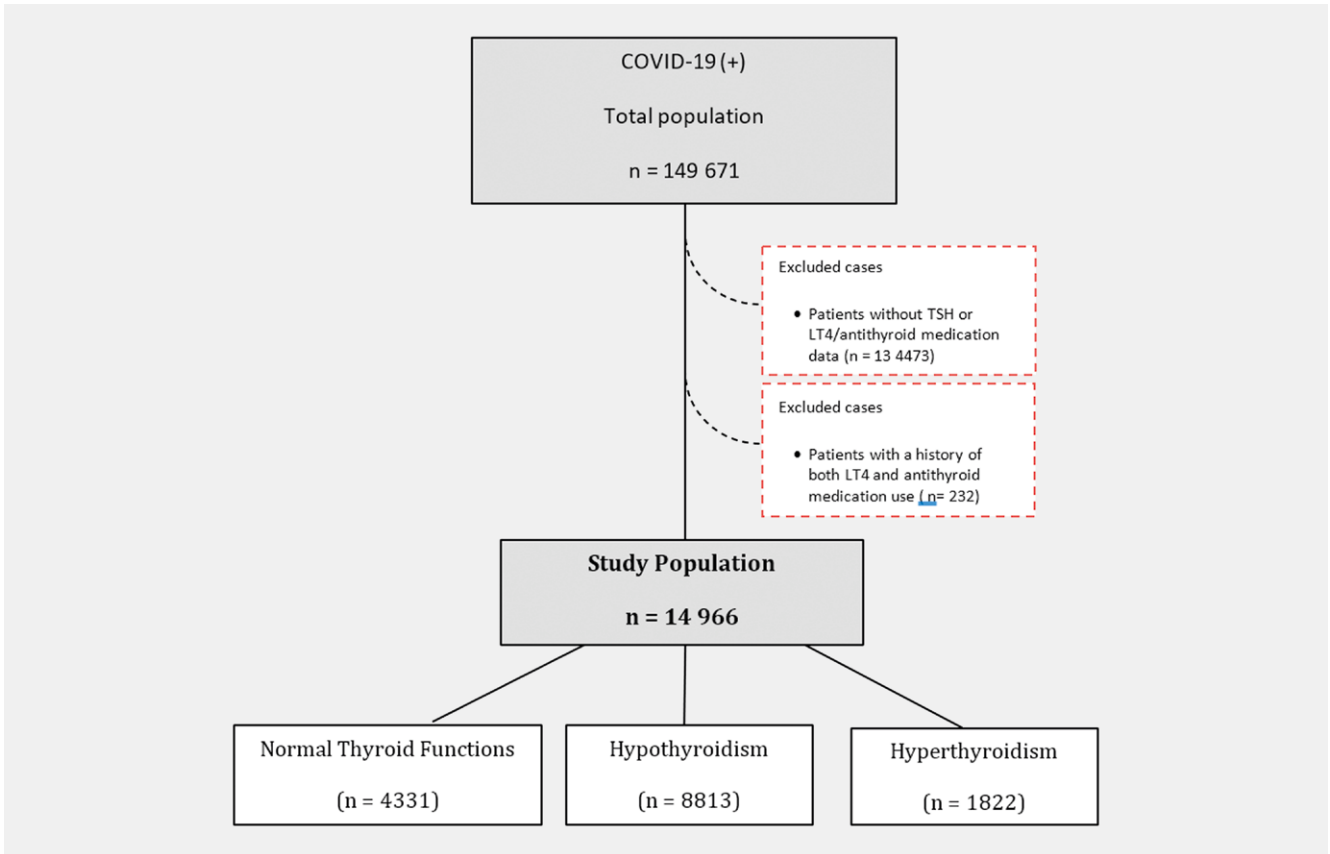 COVID-19 (+)
Total population
n = 149 671
Excluded cases
• Patients without TSH or
LT4/antithyroid medication
data (n = 13 4473)
Excluded cases
• Patients with a history of
both LT4 and antithyroid
medication use ( n= 232)
Study Population
n = 14 966
Normal Thyroid Functions
(n = 4331)
Hypothyroidism
(n = 8813)
Hyperthyroidism
(n = 1822)